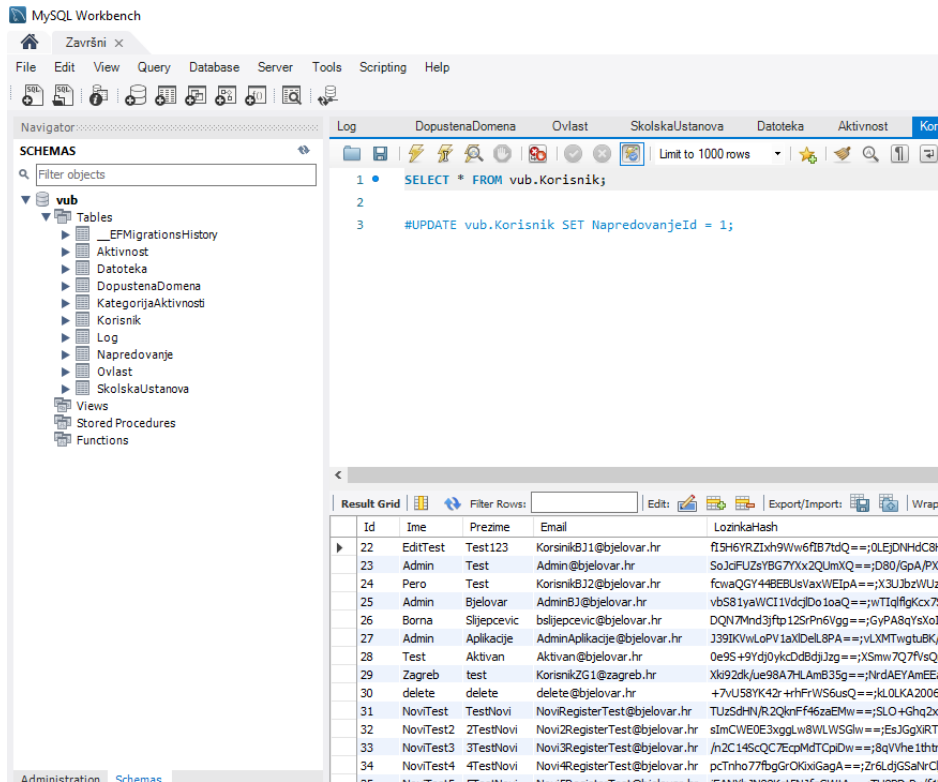 MySQL Workbench
Završni ×
File Edit View Query Database Server Tools Scripting Help
Navigator
SCHEMAS
Filter objects
vub
Tables
__EFMigrationsHistory
Aktivnost
Datoteka
DopustenaDomena
KategorijaAktivnosti
Korisnik
Log
Napredovanje
Ovlast
SkolskaUstanova
Views
Stored Procedures
Functions
Administration Schemas
Log DopustenaDomena Ovlast SkolskaUstanova Datoteka Aktivnost Kor
Limit to 1000 rows
1 SELECT * FROM vub.Korisnik;
2
3 #UPDATE vub.Korisnik SET NapredovanjeId = 1;
Result Grid Filter Rows: Edit: Export/Import: Wrap
Id Ime Prezime Email LozinkaHash
22 EditTest Test123 KorsinikBJ1@bjelovar.hr
23 Admin Test Admin@bjelovar.hr
24 Pero Test KorisnikBJ2@bjelovar.hr
25 Admin Bjelovar AdminBJ@bjelovar.hr
26 Borna Slijepcevic bslijepcevic@bjelovar.hr
27 Admin Aplikacije AdminAplikacije@bjelovar.hr
28 Test Aktivan Aktivan@bjelovar.hr
29 Zagreb test KorisnikZG1@zagreb.hr
30 delete delete delete@bjelovar.hr
31 NoviTest TestNovi NoviRegisterTest@bjelovar.hr
32 NoviTest2 2TestNovi Novi2RegisterTest@bjelovar.hr
33 NoviTest3 3TestNovi Novi3RegisterTest@bjelovar.hr
34 NoviTest4 4TestNovi Novi4RegisterTest@bjelovar.hr